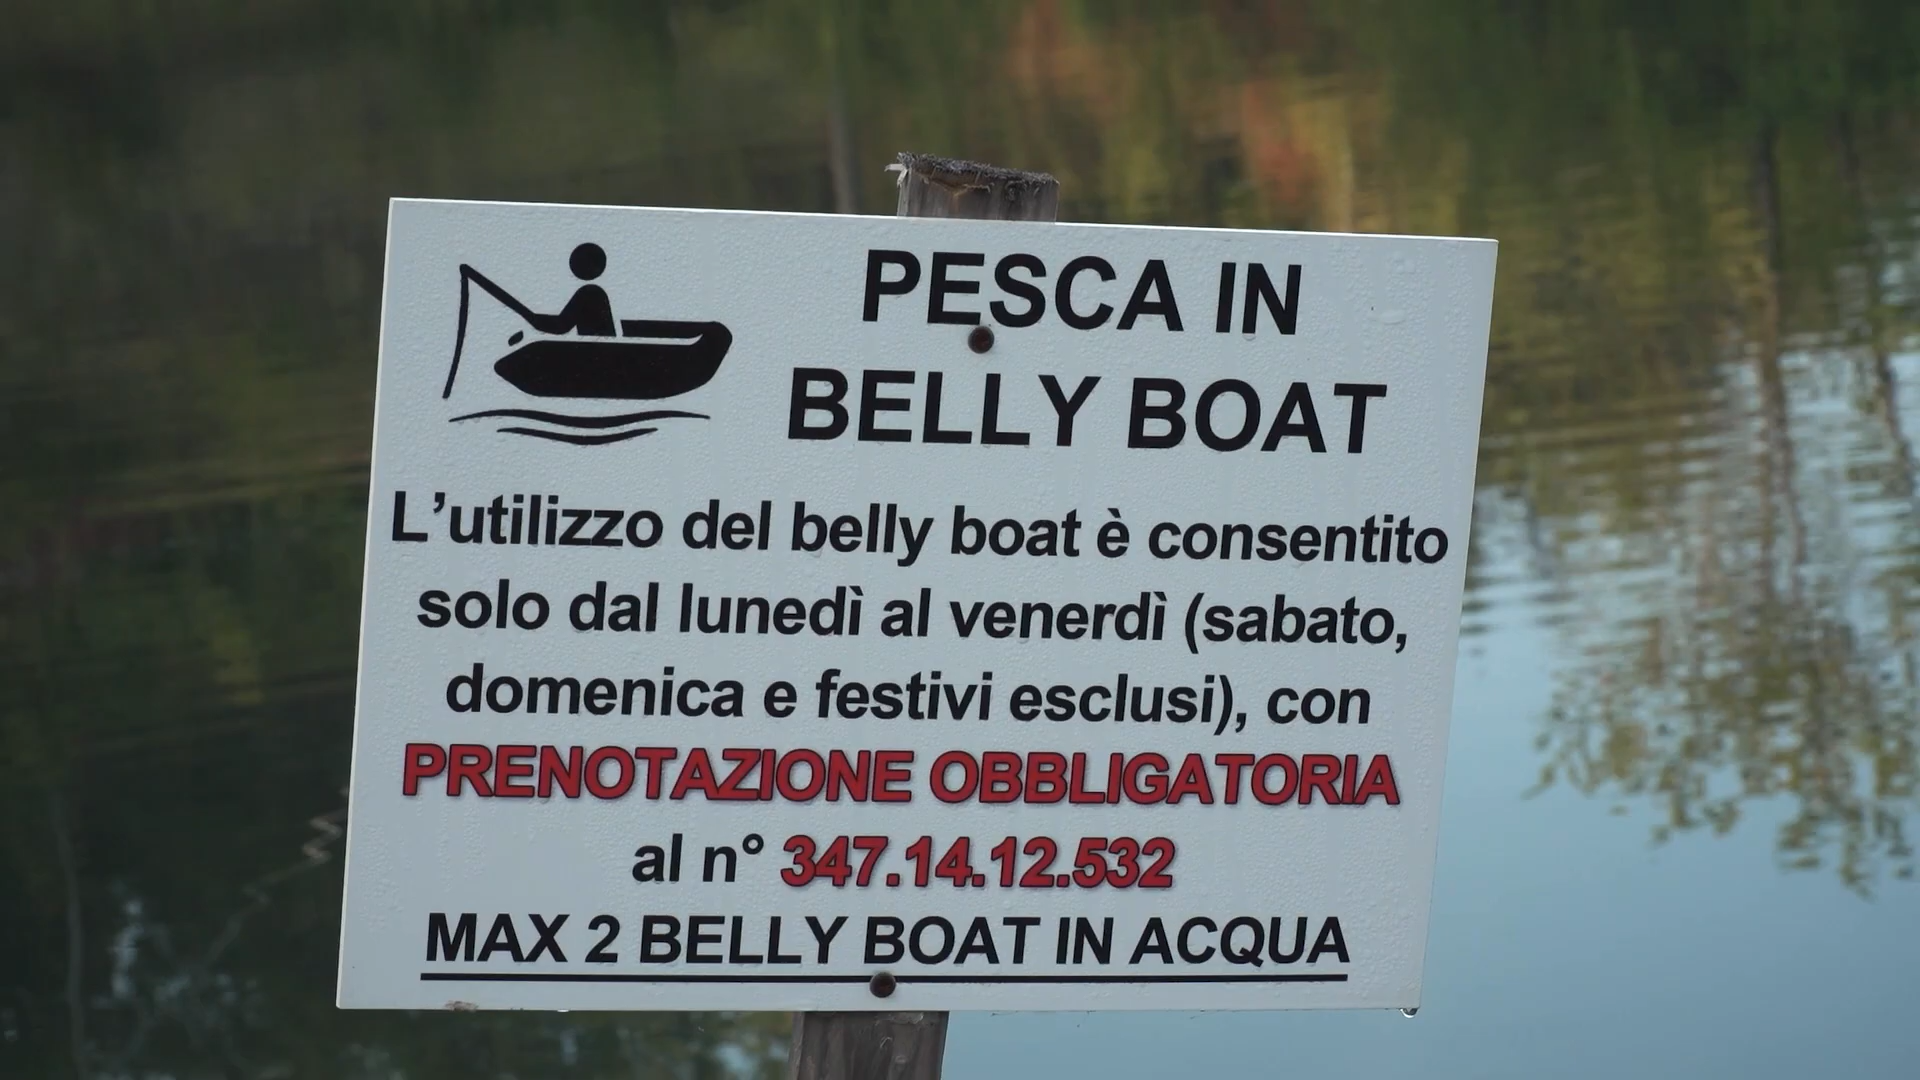 PESCA IN
BELLY BOAT
L'utilizzo del belly boat è consentito
solo dal lunedì al venerdì (sabato,
domenica e festivi esclusi), con
PRENOTAZIONE OBBLIGATORIA
al n° 347.14.12.532
MAX 2 BELLY BOAT IN ACQUA